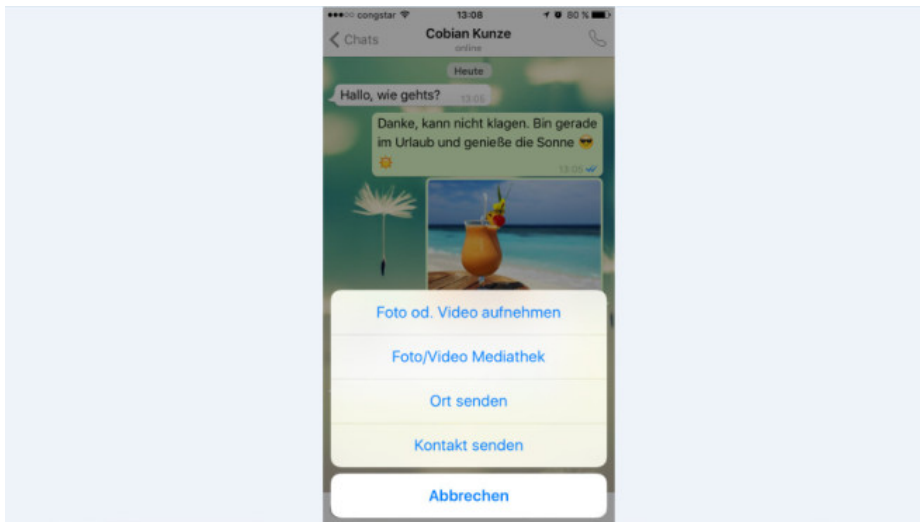 congstar 13:08 80 %
Chats Cobian Kunze
online
Heute
Hallo, wie gehts? 13:05
Danke, kann nicht klagen. Bin gerade
im Urlaub und genieße die Sonne 😎
☀️ 13:05
Foto od. Video aufnehmen
Foto/Video Mediathek
Ort senden
Kontakt senden
Abbrechen